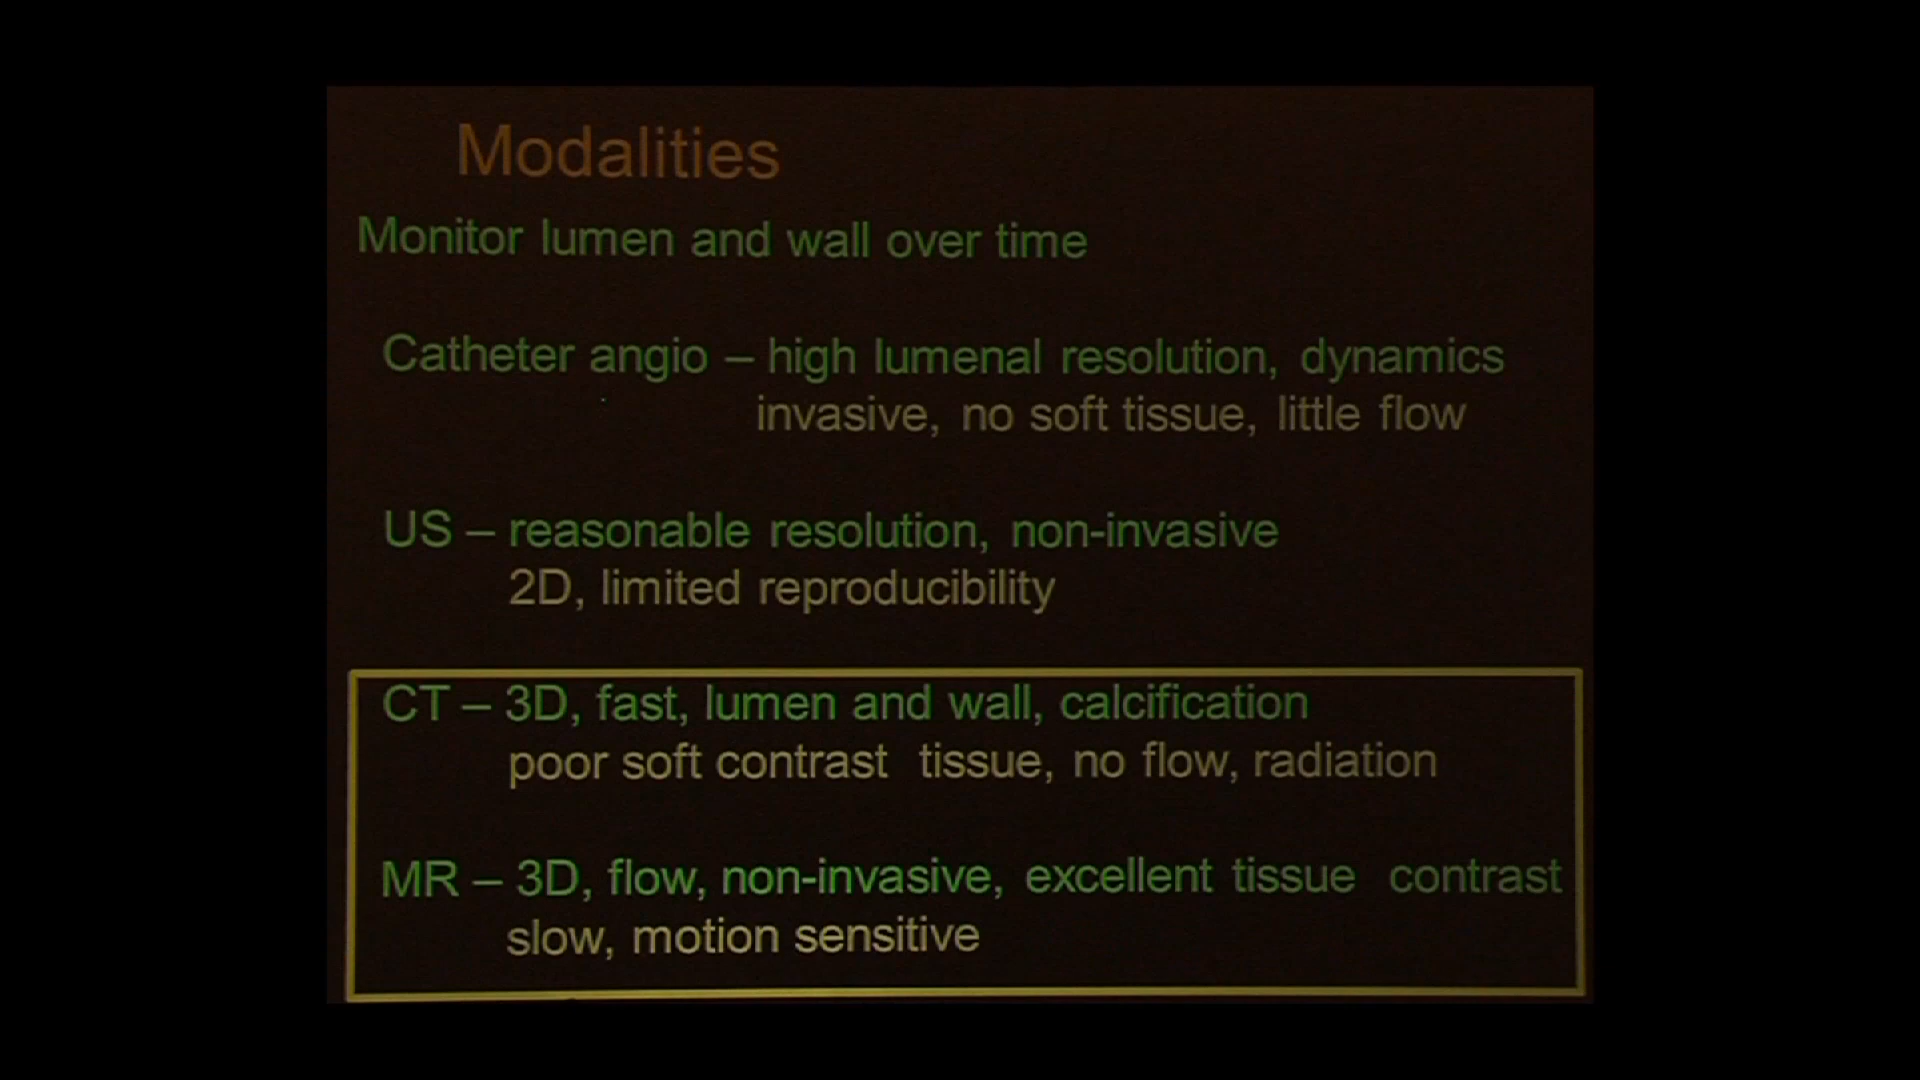 Modalities
Monitor lumen and wall over time
Catheter angio – high lumenal resolution, dynamics
invasive, no soft tissue, little flow
US – reasonable resolution, non-invasive
2D, limited reproducibility
CT – 3D, fast, lumen and wall, calcification
poor soft contrast tissue, no flow, radiation
MR – 3D, flow, non-invasive, excellent tissue contrast
slow, motion sensitive